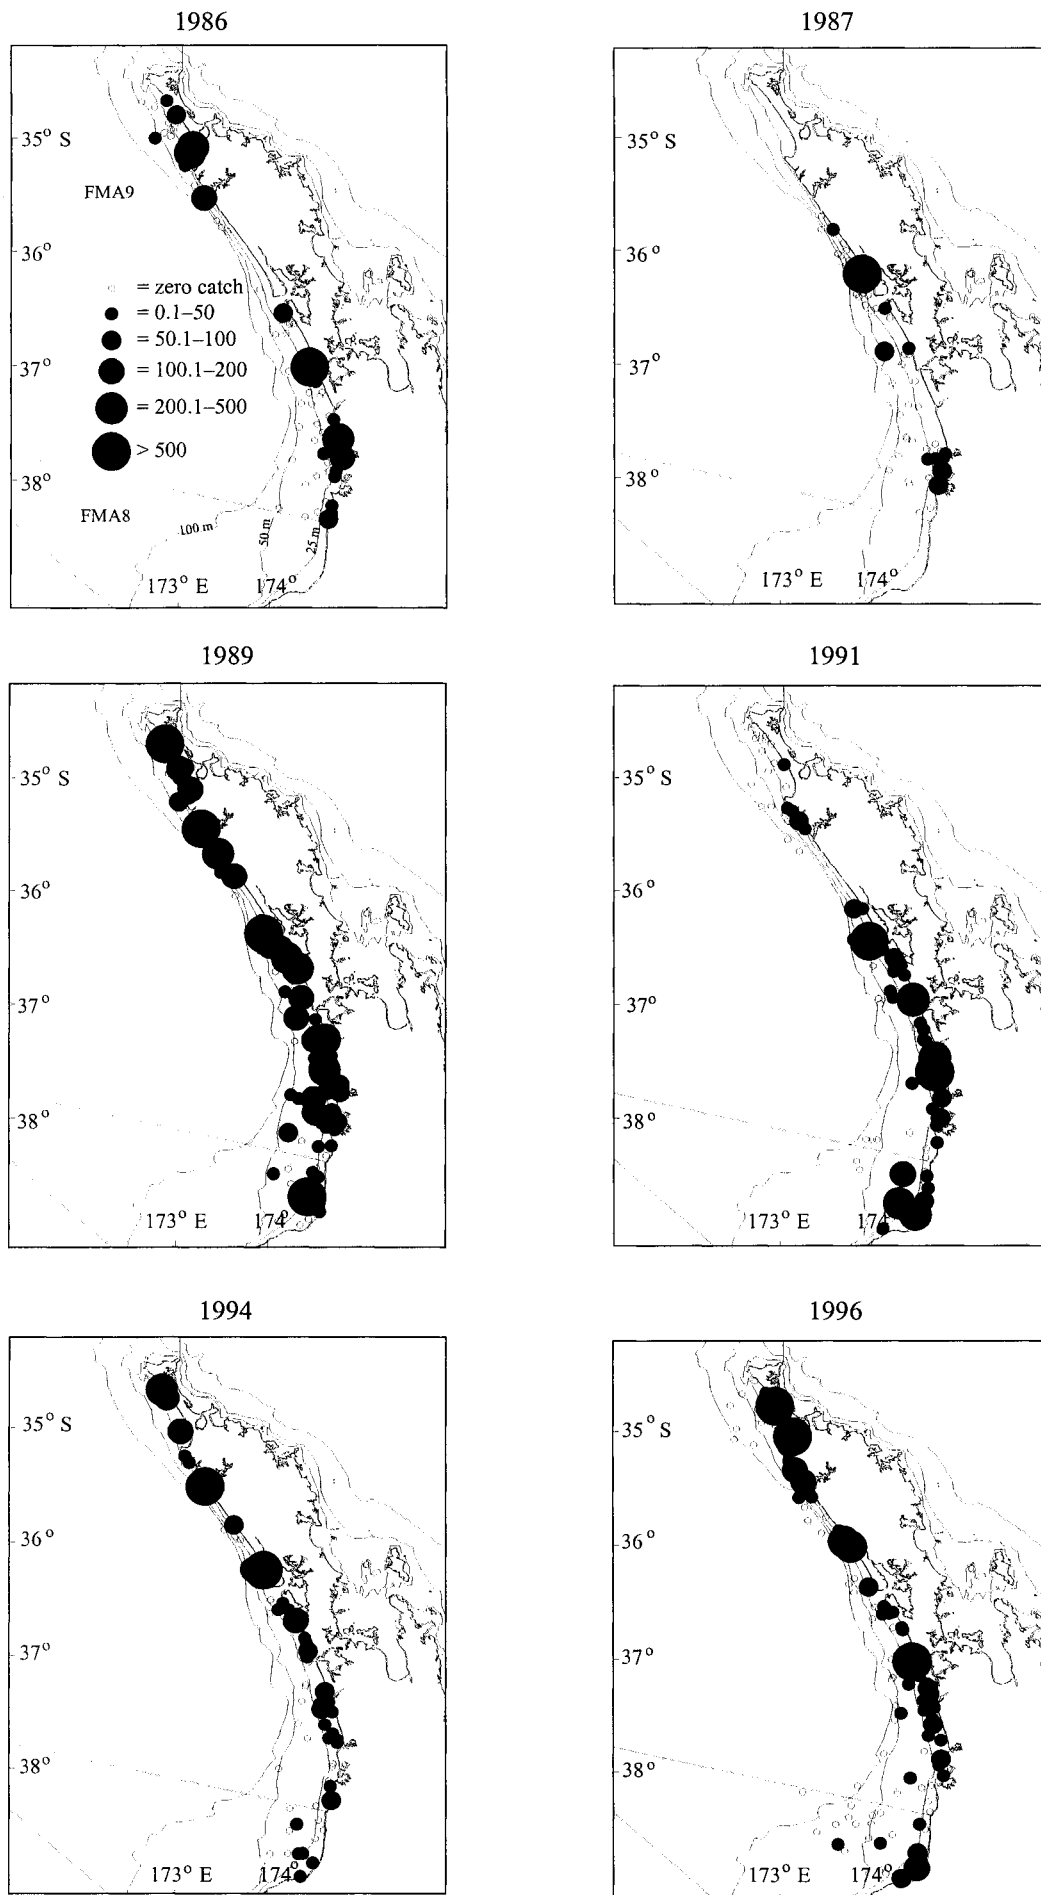 1986
1987
35° S
FMA9
36°
= zero catch
= 0.1–50
= 50.1–100
37°
= 100.1–200
= 200.1–500
> 500
38°
FMA8
100 m
50 m
25 m
173° E
174°
35° S
36°
37°
38°
173° E
174°
1989
1991
35° S
36°
37°
38°
173° E
174°
35° S
36°
37°
38°
173° E
174°
1994
1996
35° S
36°
37°
38°
173° E
174°
35° S
36°
37°
38°
173° E
174°